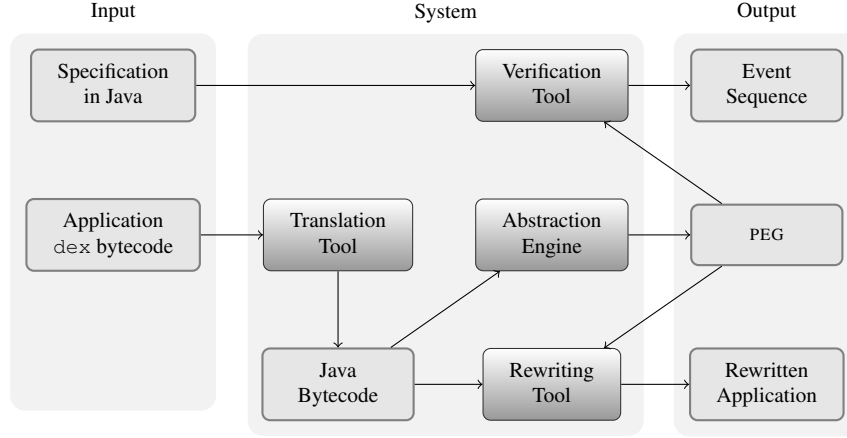 Input
System
Output
Specification
in Java
Verification
Tool
Event
Sequence
Application
dex bytecode
Translation
Tool
Abstraction
Engine
PEG
Java
Bytecode
Rewriting
Tool
Rewritten
Application